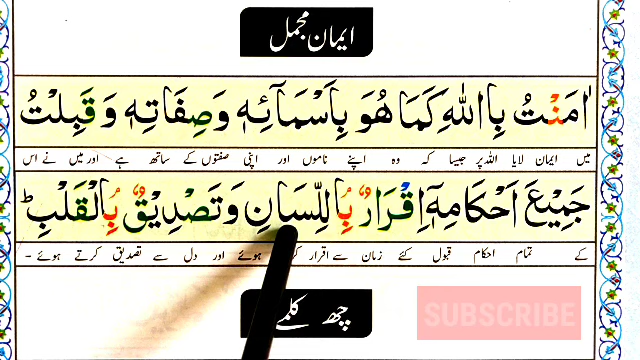 ایمان مجمل
اٰمَنْتُ بِاللّٰهِ كَمَا هُوَ بِاَسْمَآئِهٖ وَصِفَاتِهٖ وَقَبِلْتُ
میں ایمان لایا اللہ پر جیسا کہ وہ اپنے ناموں اور اپنی صفتوں کے ساتھ ہے اور میں نے اس
جَمِيْعَ اَحْكَامِهٖٓ اِقْرَارٌۢ بِاللِّسَانِ وَتَصْدِيْقٌۢ بِالْقَلْبِؕ
کے تمام احکام قبول کئے زبان سے اقرار ہوئے اور دل سے تصدیق کرتے ہوئے -
چھ کلمے
SUBSCRIBE